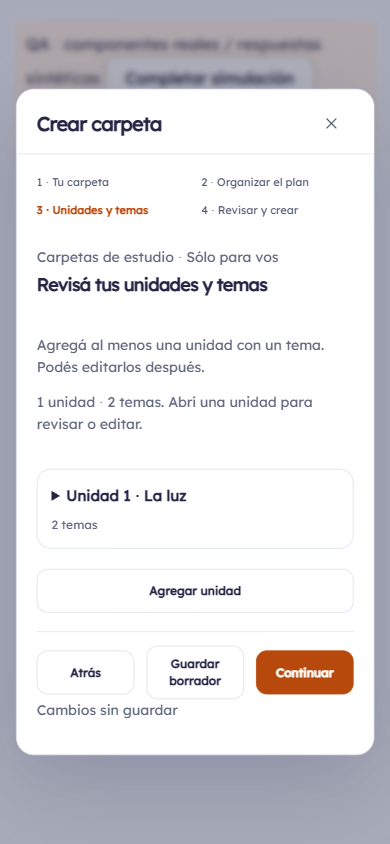 QA · componentes reales / respuestas
sintéticas Completar simulación
Crear carpeta
1 · Tu carpeta
2 · Organizar el plan
3 · Unidades y temas
4 · Revisar y crear
Carpetas de estudio · Sólo para vos
Revisá tus unidades y temas
Agregá al menos una unidad con un tema.
Podés editarlos después.
1 unidad · 2 temas. Abrí una unidad para
revisar o editar.
Unidad 1 · La luz
2 temas
Agregar unidad
Atrás
Guardar
borrador
Continuar
Cambios sin guardar